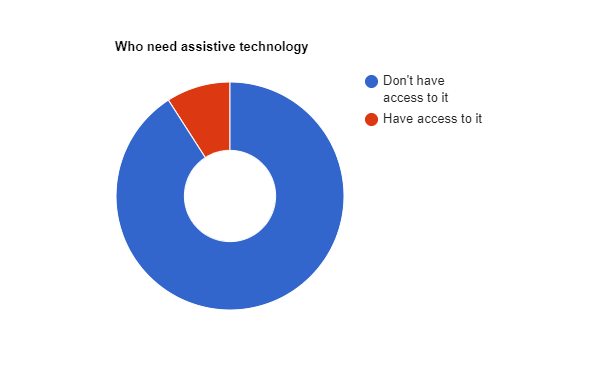 Who need assistive technology
Don't have
access to it
Have access to it